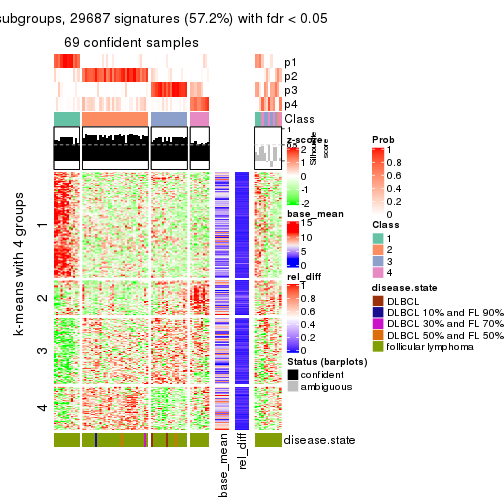 subgroups, 29687 signatures (57.2%) with fdr < 0.05
69 confident samples
p1
p2
p3
p4
Class
1
Silhouette
score
z-score
2
1
0
-1
-2
base_mean
15
10
5
0
rel_diff
1
0.8
0.6
0.4
0.2
0
Status (barplots)
confident
ambiguous
Prob
1
0.8
0.6
0.4
0.2
0
Class
1
2
3
4
disease.state
DLBCL
DLBCL 10% and FL 90%
DLBCL 30% and FL 70%
DLBCL 50% and FL 50%
follicular lymphoma
k-means with 4 groups
1
2
3
4
disease.state
base_mean
rel_diff